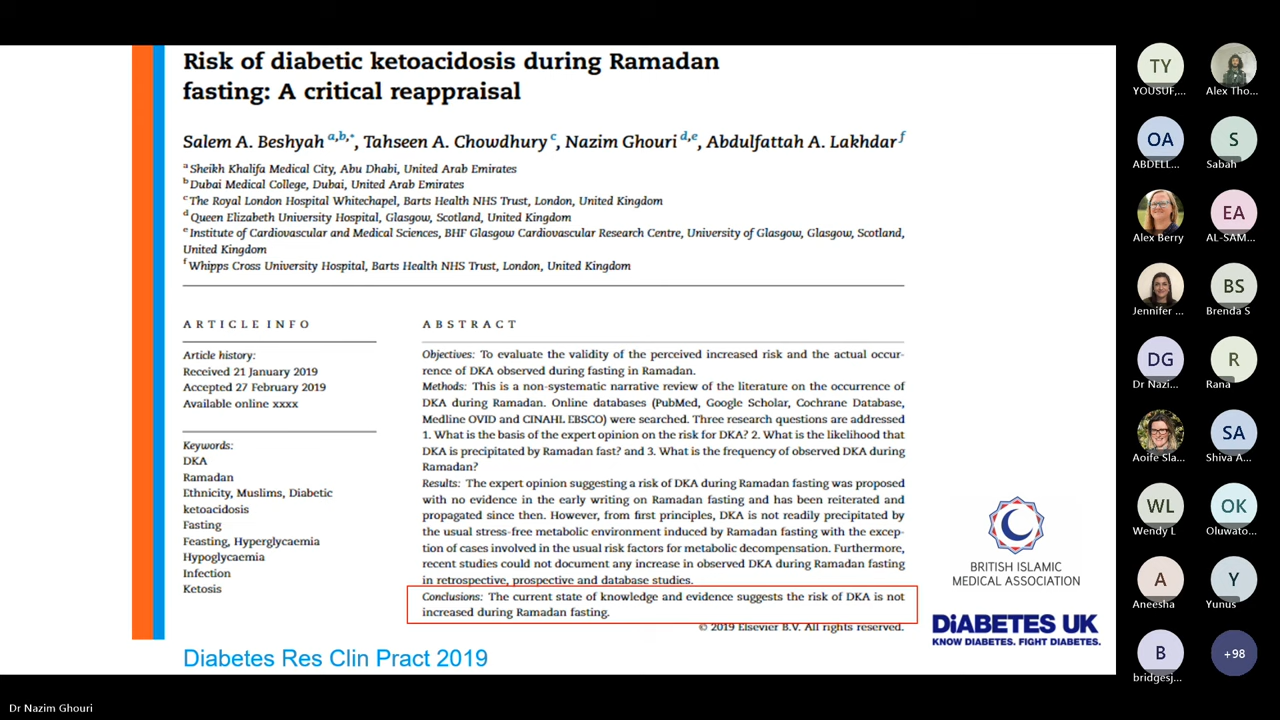 Risk of diabetic ketoacidosis during Ramadan
fasting: A critical reappraisal
Salem A. Beshyah a,b,*, Tahseen A. Chowdhury c, Nazim Ghouri d,e, Abdulfattah A. Lakhdar f
a Sheikh Khalifa Medical City, Abu Dhabi, United Arab Emirates
b Dubai Medical College, Dubai, United Arab Emirates
c The Royal London Hospital Whitechapel, Barts Health NHS Trust, London, United Kingdom
d Queen Elizabeth University Hospital, Glasgow, Scotland, United Kingdom
e Institute of Cardiovascular and Medical Sciences, BHF Glasgow Cardiovascular Research Centre, University of Glasgow, Glasgow, Scotland,
United Kingdom
f Whipps Cross University Hospital, Barts Health NHS Trust, London, United Kingdom
ARTICLE INFO
Article history:
Received 21 January 2019
Accepted 27 February 2019
Available online xxxx
Keywords:
DKA
Ramadan
Ethnicity, Muslims, Diabetic
ketoacidosis
Fasting
Feasting, Hyperglycaemia
Hypoglycaemia
Infection
Ketosis
ABSTRACT
Objectives: To evaluate the validity of the perceived increased risk and the actual occur-
rence of DKA observed during fasting in Ramadan.
Methods: This is a non-systematic narrative review of the literature on the occurrence of
DKA during Ramadan. Online databases (PubMed, Google Scholar, Cochrane Database,
Medline OVID and CINAHL EBSCO) were searched. Three research questions are addressed
1. What is the basis of the expert opinion on the risk for DKA? 2. What is the likelihood that
DKA is precipitated by Ramadan fast? and 3. What is the frequency of observed DKA during
Ramadan?
Results: The expert opinion suggesting a risk of DKA during Ramadan fasting was proposed
with no evidence in the early writing on Ramadan fasting and has been reiterated and
propagated since then. However, from first principles, DKA is not readily precipitated by
the usual stress-free metabolic environment induced by Ramadan fasting with the excep-
tion of cases involved in the usual risk factors for metabolic decompensation. Furthermore,
recent studies could not document any increase in observed DKA during Ramadan fasting
in retrospective, prospective and database studies.
Conclusions: The current state of knowledge and evidence suggests the risk of DKA is not
increased during Ramadan fasting.
© 2019 Elsevier B.V. All rights reserved.
Diabetes Res Clin Pract 2019
BRITISH ISLAMIC
MEDICAL ASSOCIATION
DiABETES UK
KNOW DIABETES. FIGHT DIABETES.
TY
YOUSUF,...
Alex Tho...
OA
ABDELL...
S
Sabah
Alex Berry
EA
AL-SAM...
Jennifer ...
BS
Brenda S
DG
Dr Nazi...
R
Rana
Aoife Sla...
SA
Shiva A...
WL
Wendy L
OK
Oluwato...
A
Aneesha
Y
Yunus
B
bridgesj...
+98
Dr Nazim Ghouri